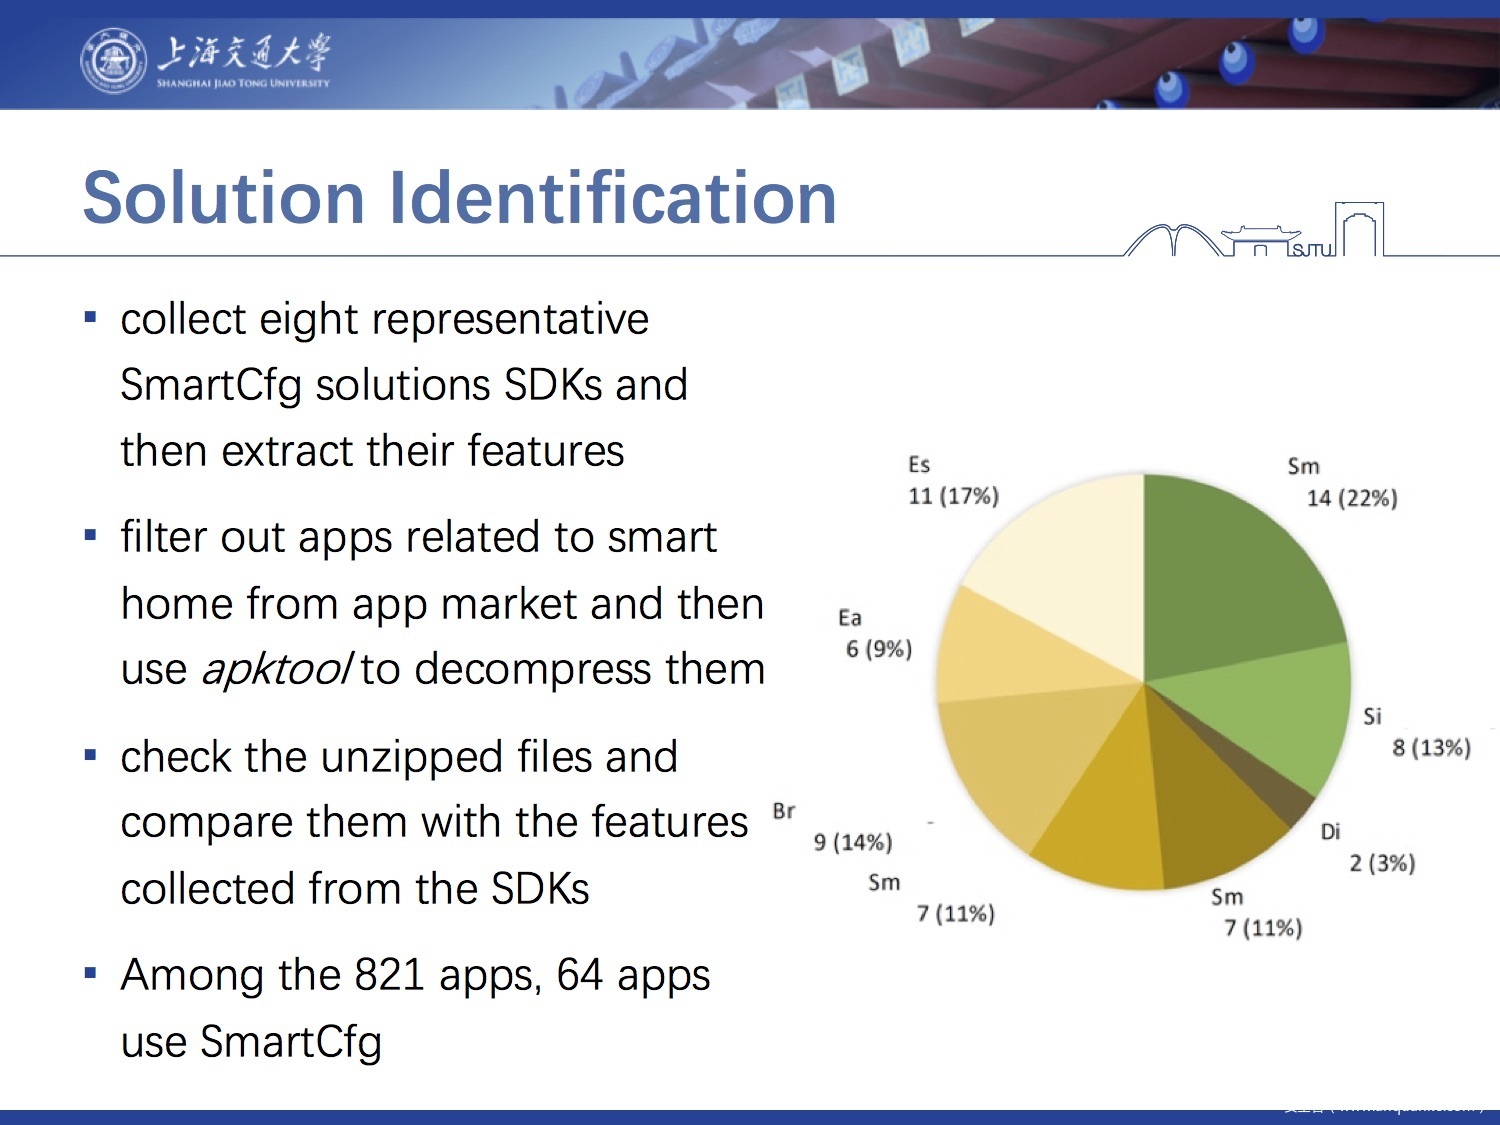 上海交通大学
SHANGHAI JIAO TONG UNIVERSITY
Solution Identification
SJTU
▪ collect eight representative
SmartCfg solutions SDKs and
then extract their features
▪ filter out apps related to smart
home from app market and then
use apktool to decompress them
▪ check the unzipped files and
compare them with the features
collected from the SDKs
▪ Among the 821 apps, 64 apps
use SmartCfg
Es
11 (17%)
Sm
14 (22%)
Ea
6 (9%)
Si
8 (13%)
Br
9 (14%)
Di
2 (3%)
Sm
7 (11%)
Sm
7 (11%)